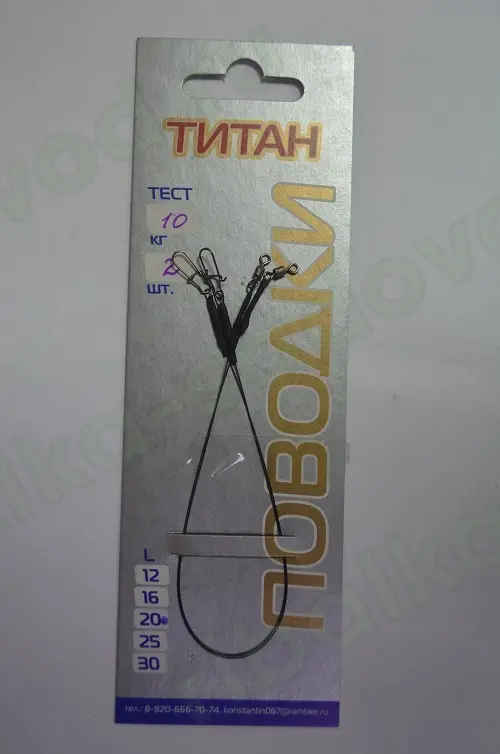 ТИТАН
ТЕСТ
10
КГ
2
ШТ.
ПОВОДКИ
L
12
16
20
25
30
тел.: 8-920-666-70-74, konstantin067@rambler.ru